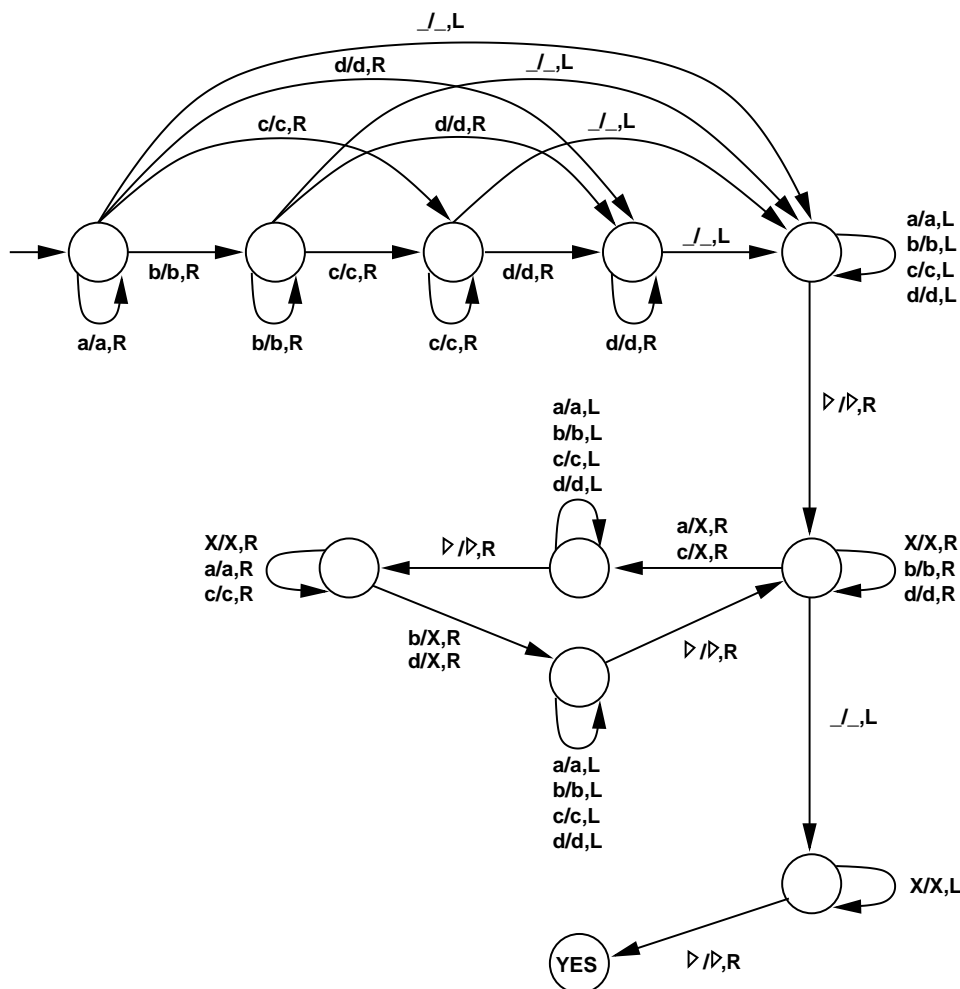 _/_,L
d/d,R
_/_,L
c/c,R
d/d,R
_/_,L
b/b,R
c/c,R
d/d,R
_/_,L
a/a,L
b/b,L
c/c,L
d/d,L
a/a,R
b/b,R
c/c,R
d/d,R
▷/▷,R
a/a,L
b/b,L
c/c,L
d/d,L
X/X,R
a/a,R
c/c,R
▷/▷,R
a/X,R
c/X,R
X/X,R
b/b,R
d/d,R
b/X,R
d/X,R
▷/▷,R
_/_,L
a/a,L
b/b,L
c/c,L
d/d,L
X/X,L
YES
▷/▷,R